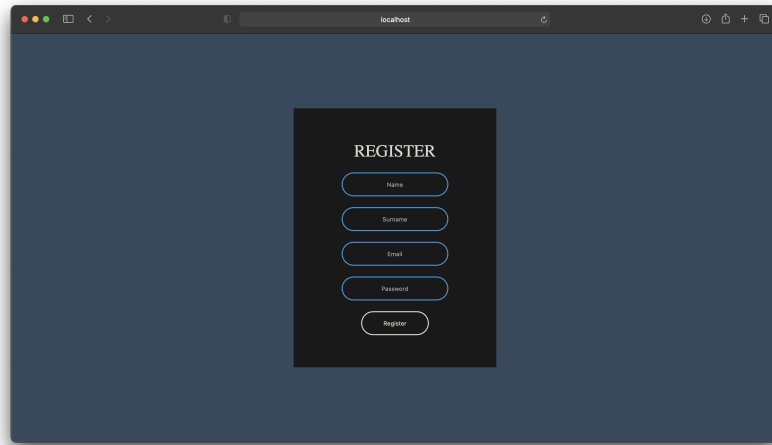 localhost
REGISTER
Name
Surname
Email
Password
Register